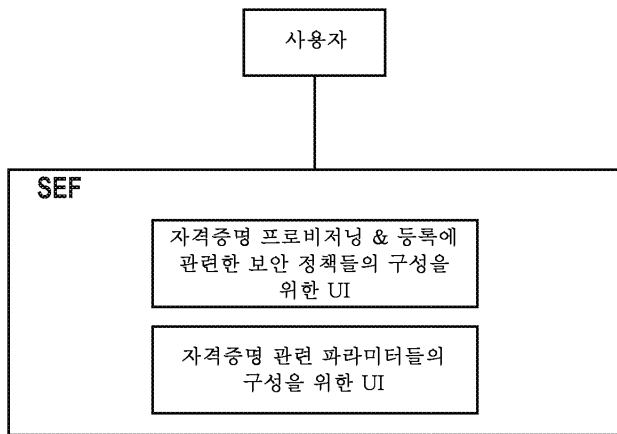 사용자
SEF
자격증명 프로비저닝 & 등록에
관련한 보안 정책들의 구성을
위한 UI
자격증명 관련 파라미터들의
구성을 위한 UI